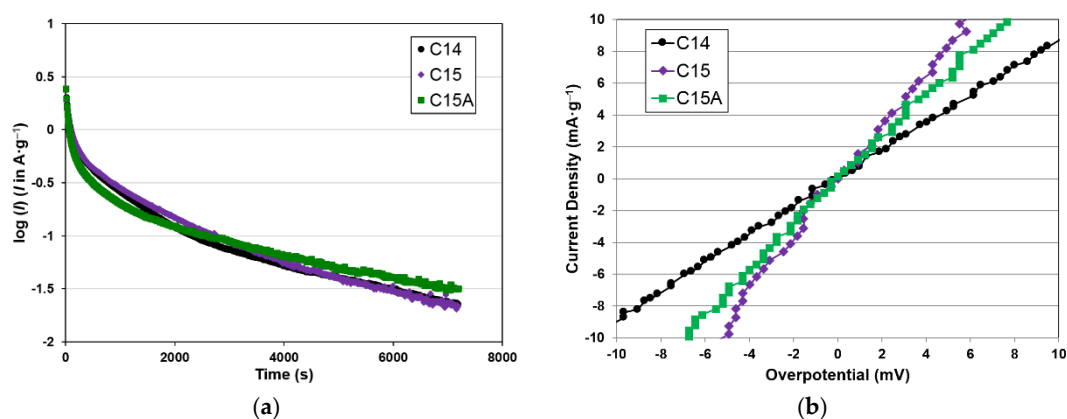 1
0.5
0
-0.5
-1
-1.5
-2
log (I) (I in A·g⁻¹)
C14
C15
C15A
0 2000 4000 6000 8000
Time (s)
(a)
10
8
6
4
2
0
-2
-4
-6
-8
-10
Current Density (mA·g⁻¹)
C14
C15
C15A
-10 -8 -6 -4 -2 0 2 4 6 8 10
Overpotential (mV)
(b)